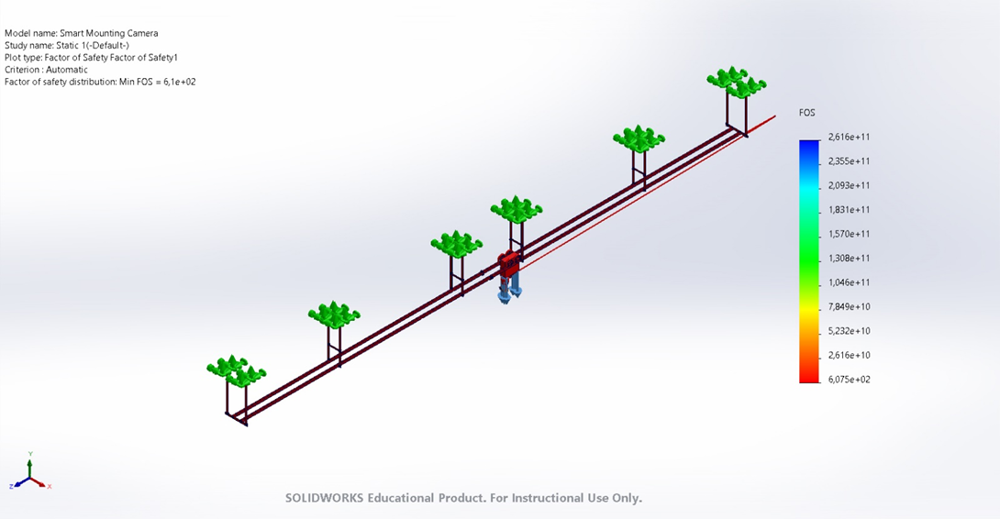 Model name: Smart Mounting Camera
Study name: Static 1(-Default-)
Plot type: Factor of Safety Factor of Safety1
Criterion : Automatic
Factor of safety distribution: Min FOS = 6,1e+02
FOS
2,616e+11
2,355e+11
2,093e+11
1,831e+11
1,570e+11
1,308e+11
1,046e+11
7,849e+10
5,232e+10
2,616e+10
6,075e+02
Y
Z
X
SOLIDWORKS Educational Product. For Instructional Use Only.